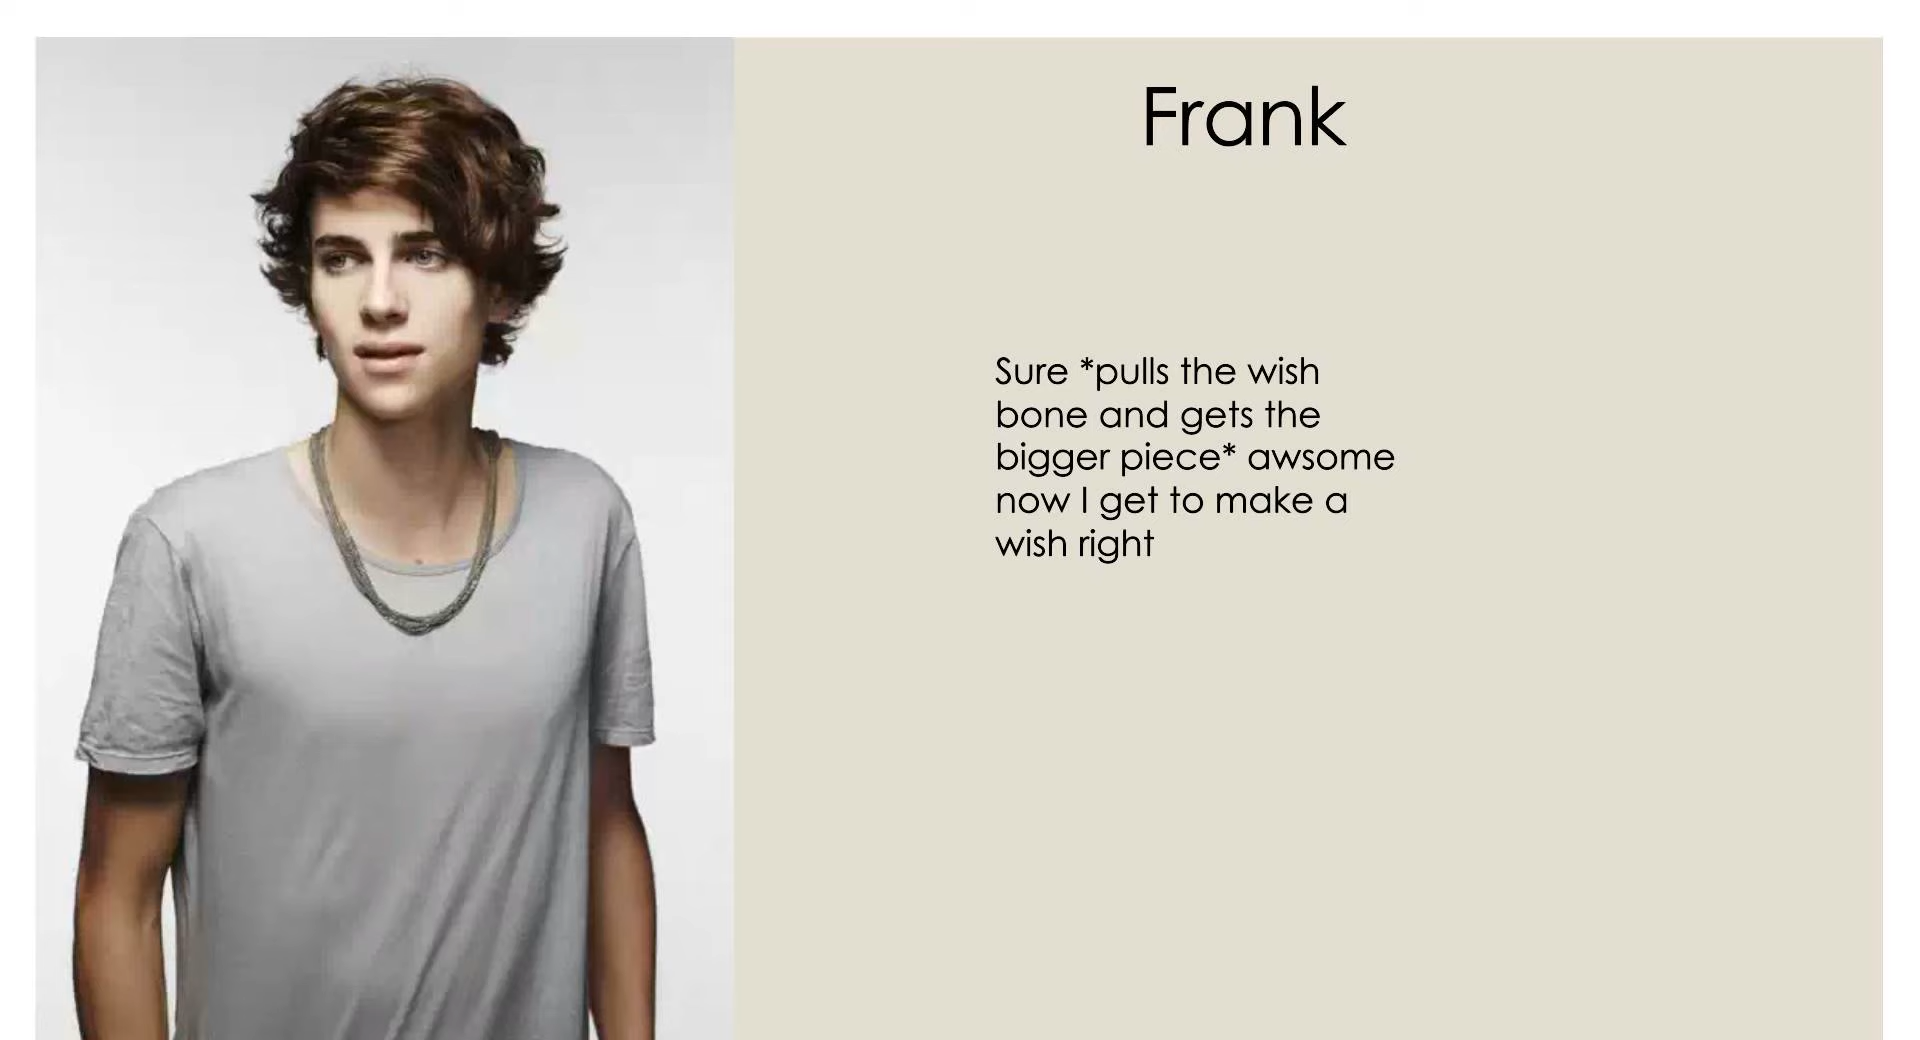 Frank
Sure *pulls the wish
bone and gets the
bigger piece* awsome
now I get to make a
wish right